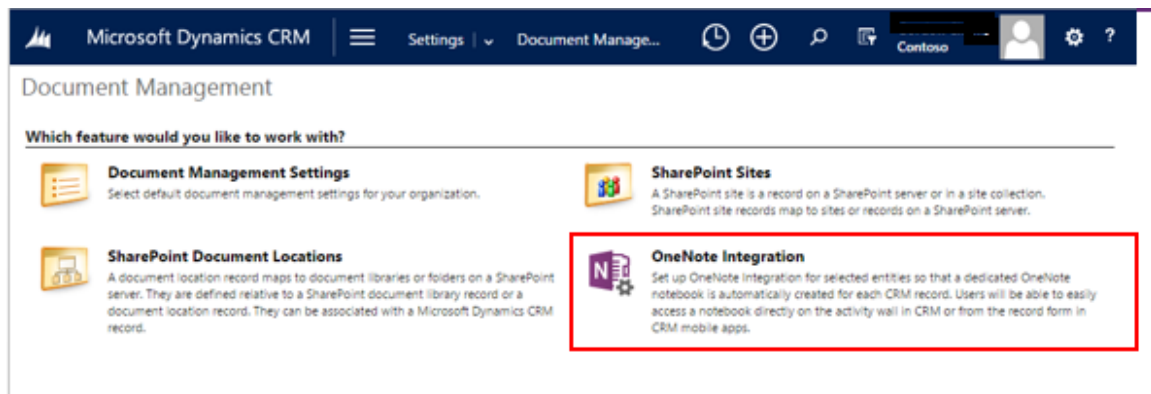 Microsoft Dynamics CRM
Settings
Document Manage...
Contoso
?
Document Management
Which feature would you like to work with?
Document Management Settings
Select default document management settings for your organization.
SharePoint Sites
A SharePoint site is a record on a SharePoint server or in a site collection.
SharePoint site records map to sites or records on a SharePoint server.
SharePoint Document Locations
A document location record maps to document libraries or folders on a SharePoint
server. They are defined relative to a SharePoint document library record or a
document location record. They can be associated with a Microsoft Dynamics CRM
record.
N
OneNote Integration
Set up OneNote Integration for selected entities so that a dedicated OneNote
notebook is automatically created for each CRM record. Users will be able to easily
access a notebook directly on the activity wall in CRM or from the record form in
CRM mobile apps.